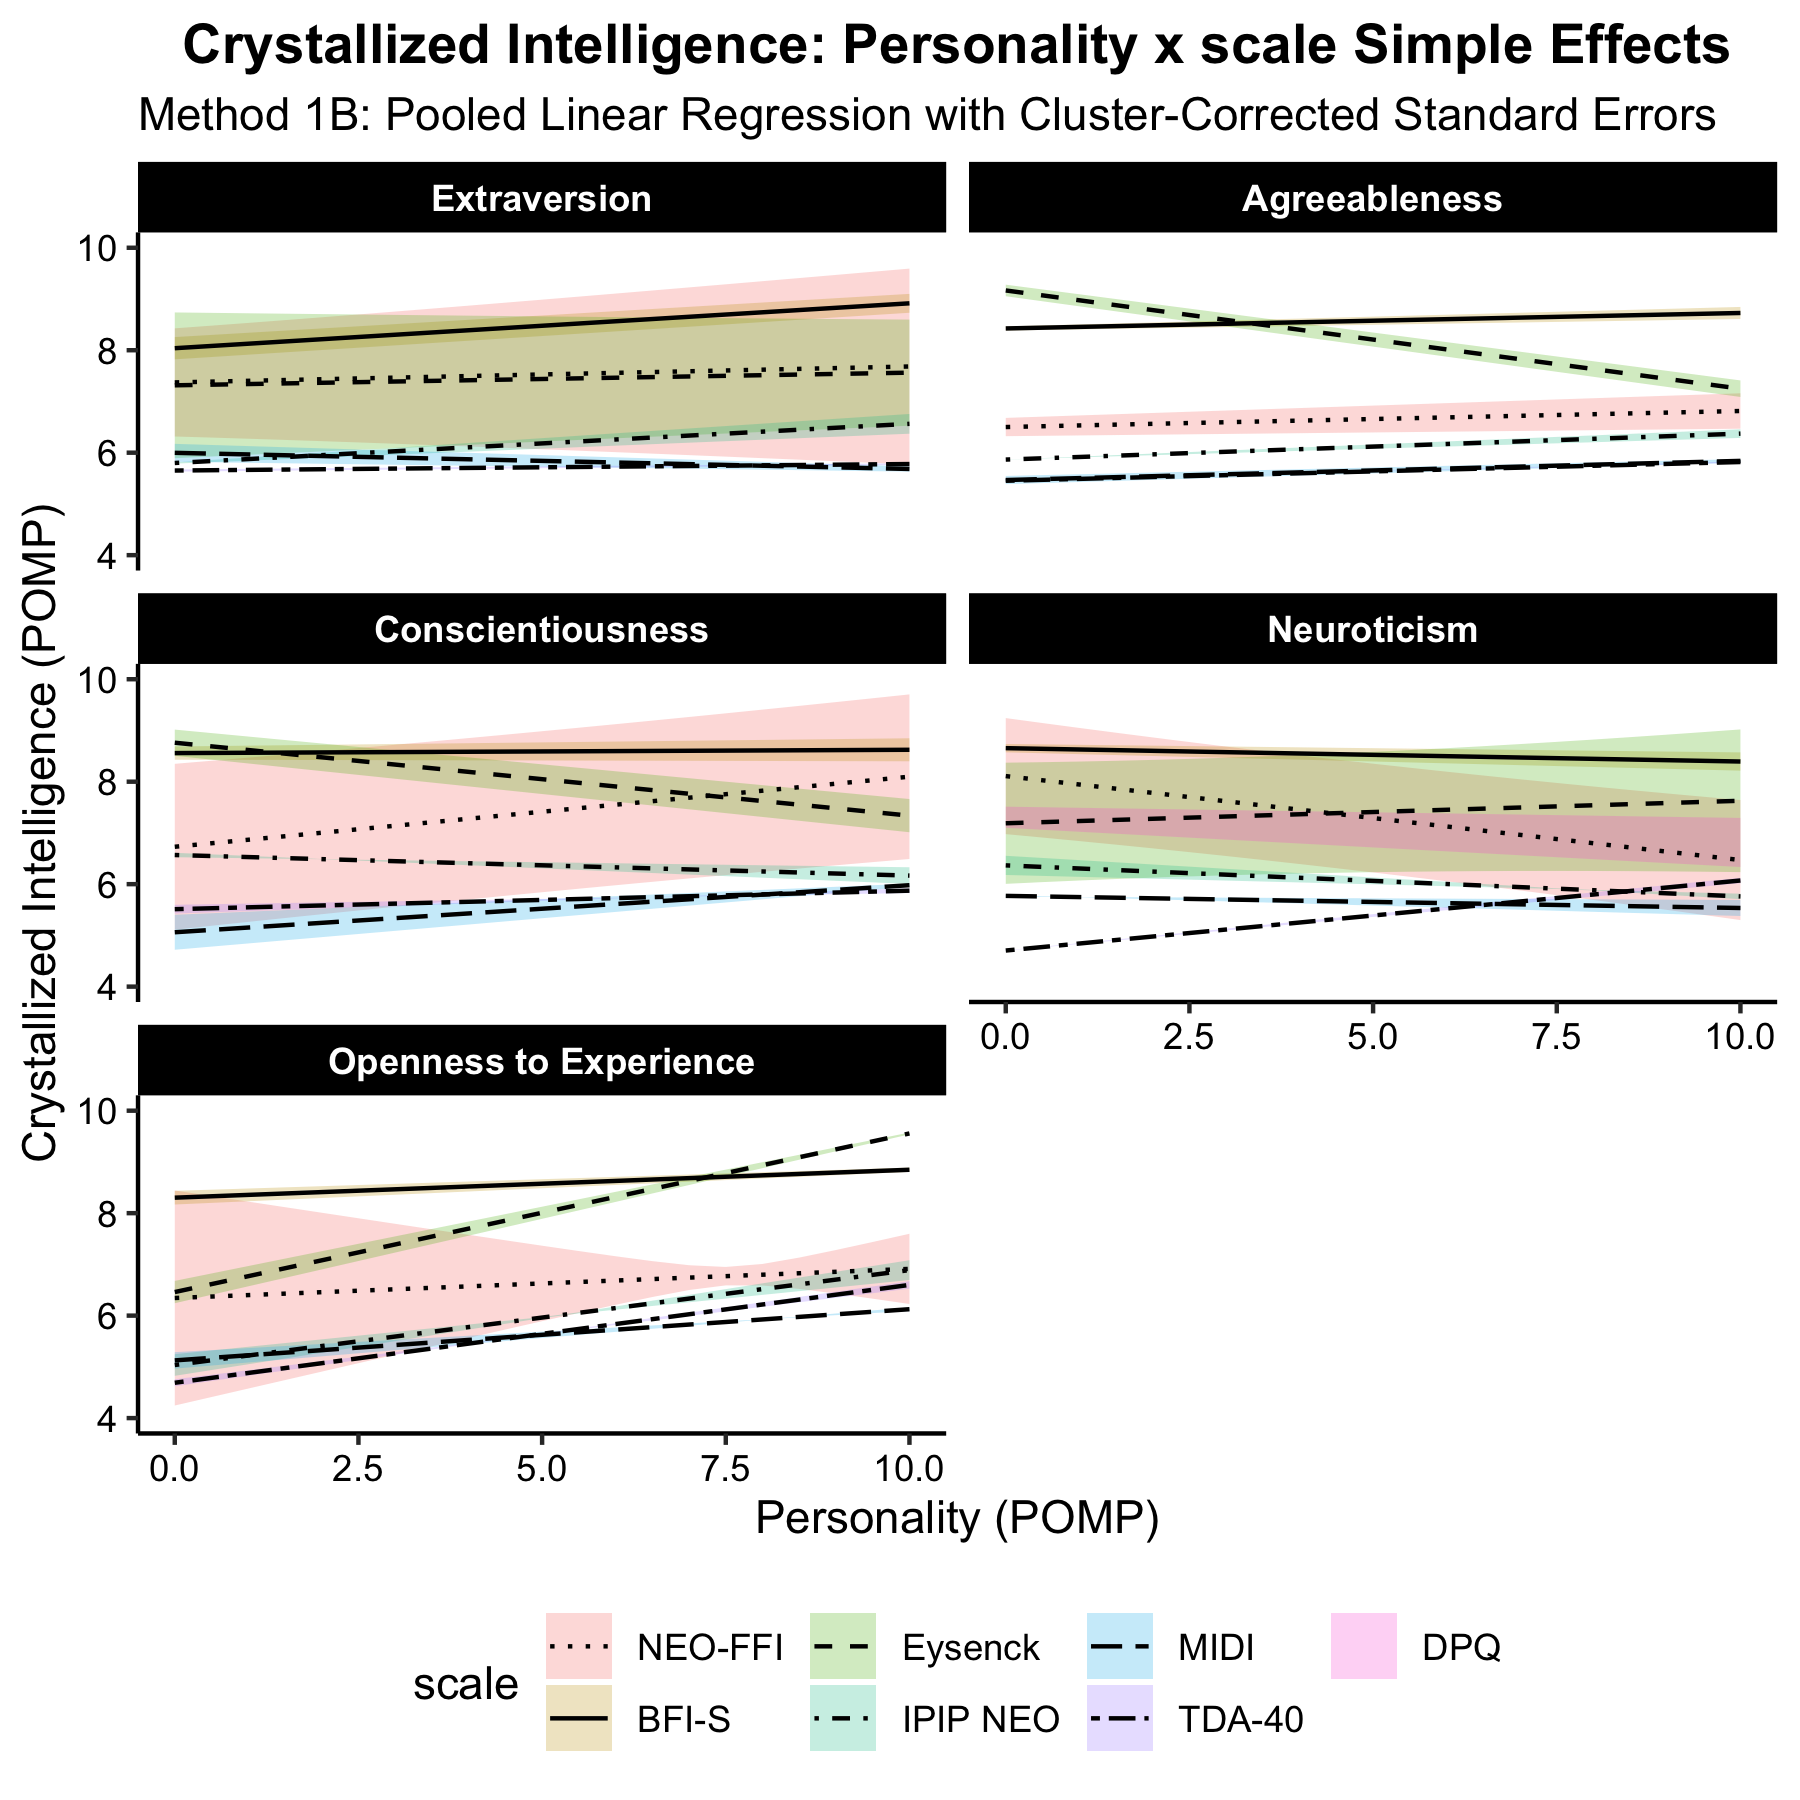 Crystallized Intelligence: Personality x scale Simple Effects
Method 1B: Pooled Linear Regression with Cluster-Corrected Standard Errors
Extraversion
Agreeableness
10
8
6
4
Conscientiousness
Neuroticism
10
8
6
4
0.0 2.5 5.0 7.5 10.0
Openness to Experience
10
8
6
4
0.0 2.5 5.0 7.5 10.0
Crystallized Intelligence (POMP)
Personality (POMP)
scale
NEO-FFI
Eysenck
MIDI
DPQ
BFI-S
IPIP NEO
TDA-40